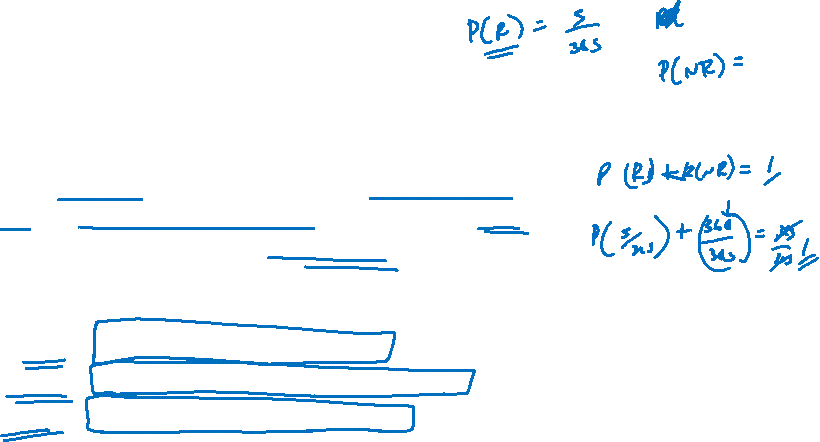 P(R) = 5/365
P(NR) =
P(R) + P(NR) = 1
P(5/365) + (360/365) = 365/365 1